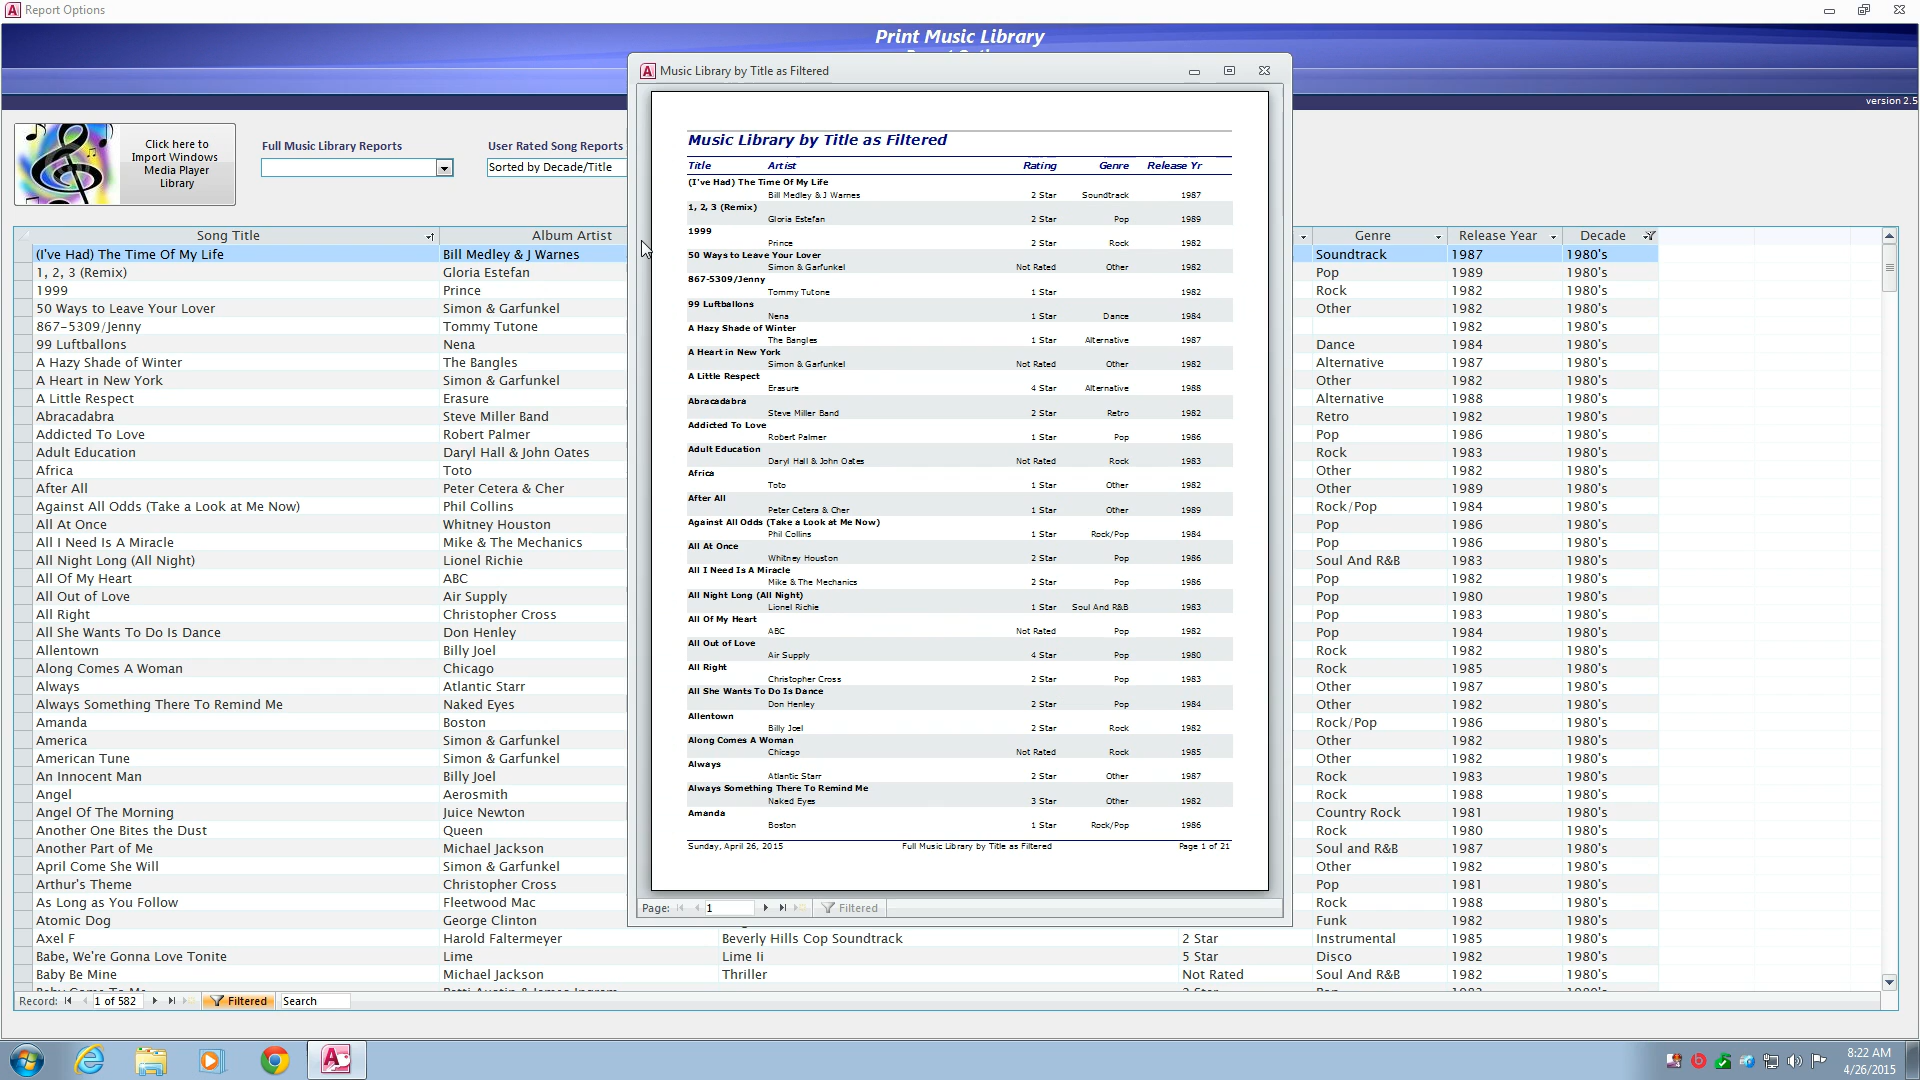 Report Options
Print Music Library
version 2.5
Click here to
Import Windows
Media Player
Library
Full Music Library Reports
User Rated Song Reports
Sorted by Decade/Title
Song Title Album Artist Genre Release Year Decade
(I've Had) The Time Of My Life Bill Medley & J Warnes Soundtrack 1987 1980's
1, 2, 3 (Remix) Gloria Estefan Pop 1989 1980's
1999 Prince Rock 1982 1980's
50 Ways to Leave Your Lover Simon & Garfunkel Other 1982 1980's
867-5309/Jenny Tommy Tutone 1982 1980's
99 Luftballons Nena Dance 1984 1980's
A Hazy Shade of Winter The Bangles Alternative 1987 1980's
A Heart in New York Simon & Garfunkel Other 1982 1980's
A Little Respect Erasure Alternative 1988 1980's
Abracadabra Steve Miller Band Retro 1982 1980's
Addicted To Love Robert Palmer Pop 1986 1980's
Adult Education Daryl Hall & John Oates Rock 1983 1980's
Africa Toto Other 1982 1980's
After All Peter Cetera & Cher Other 1989 1980's
Against All Odds (Take a Look at Me Now) Phil Collins Rock/Pop 1984 1980's
All At Once Whitney Houston Pop 1986 1980's
All I Need Is A Miracle Mike & The Mechanics Pop 1986 1980's
All Night Long (All Night) Lionel Richie Soul And R&B 1983 1980's
All Of My Heart ABC Pop 1982 1980's
All Out of Love Air Supply Pop 1980 1980's
All Right Christopher Cross Pop 1983 1980's
All She Wants To Do Is Dance Don Henley Pop 1984 1980's
Allentown Billy Joel Rock 1982 1980's
Along Comes A Woman Chicago Rock 1985 1980's
Always Atlantic Starr Other 1987 1980's
Always Something There To Remind Me Naked Eyes Other 1982 1980's
Amanda Boston Rock/Pop 1986 1980's
America Simon & Garfunkel Other 1982 1980's
American Tune Simon & Garfunkel Other 1982 1980's
An Innocent Man Billy Joel Rock 1983 1980's
Angel Aerosmith Rock 1988 1980's
Angel Of The Morning Juice Newton Country Rock 1981 1980's
Another One Bites the Dust Queen Rock 1980 1980's
Another Part of Me Michael Jackson Soul and R&B 1987 1980's
April Come She Will Simon & Garfunkel Other 1982 1980's
Arthur's Theme Christopher Cross Pop 1981 1980's
As Long as You Follow Fleetwood Mac Rock 1988 1980's
Atomic Dog George Clinton Funk 1982 1980's
Axel F Harold Faltermeyer Beverly Hills Cop Soundtrack 2 Star Instrumental 1985 1980's
Babe, We're Gonna Love Tonite Lime Lime Ii 5 Star Disco 1982 1980's
Baby Be Mine Michael Jackson Thriller Not Rated Soul And R&B 1982 1980's
Record: 1 of 582 Filtered Search
Music Library by Title as Filtered
Music Library by Title as Filtered
Title Artist Rating Genre Release Yr
(I've Had) The Time Of My Life
Bill Medley & J Warnes 2 Star Soundtrack 1987
1, 2, 3 (Remix)
Gloria Estefan 2 Star Pop 1989
1999
Prince 2 Star Rock 1982
50 Ways to Leave Your Lover
Simon & Garfunkel Not Rated Other 1982
867-5309/Jenny
Tommy Tutone 1 Star 1982
99 Luftballons
Nena 1 Star Dance 1984
A Hazy Shade of Winter
The Bangles 1 Star Alternative 1987
A Heart in New York
Simon & Garfunkel Not Rated Other 1982
A Little Respect
Erasure 4 Star Alternative 1988
Abracadabra
Steve Miller Band 2 Star Retro 1982
Addicted To Love
Robert Palmer 1 Star Pop 1986
Adult Education
Daryl Hall & John Oates Not Rated Rock 1983
Africa
Toto 1 Star Other 1982
After All
Peter Cetera & Cher 1 Star Other 1989
Against All Odds (Take a Look at Me Now)
Phil Collins 1 Star Rock/Pop 1984
All At Once
Whitney Houston 2 Star Pop 1986
All I Need Is A Miracle
Mike & The Mechanics 2 Star Pop 1986
All Night Long (All Night)
Lionel Richie 1 Star Soul And R&B 1983
All Of My Heart
ABC Not Rated Pop 1982
All Out of Love
Air Supply 4 Star Pop 1980
All Right
Christopher Cross 2 Star Pop 1983
All She Wants To Do Is Dance
Don Henley 2 Star Pop 1984
Allentown
Billy Joel 2 Star Rock 1982
Along Comes A Woman
Chicago Not Rated Rock 1985
Always
Atlantic Starr 2 Star Other 1987
Always Something There To Remind Me
Naked Eyes 3 Star Other 1982
Amanda
Boston 1 Star Rock/Pop 1986
Sunday, April 26, 2015 Full Music Library by Title as Filtered Page 1 of 21
Page: 1 Filtered
8:22 AM
4/26/2015